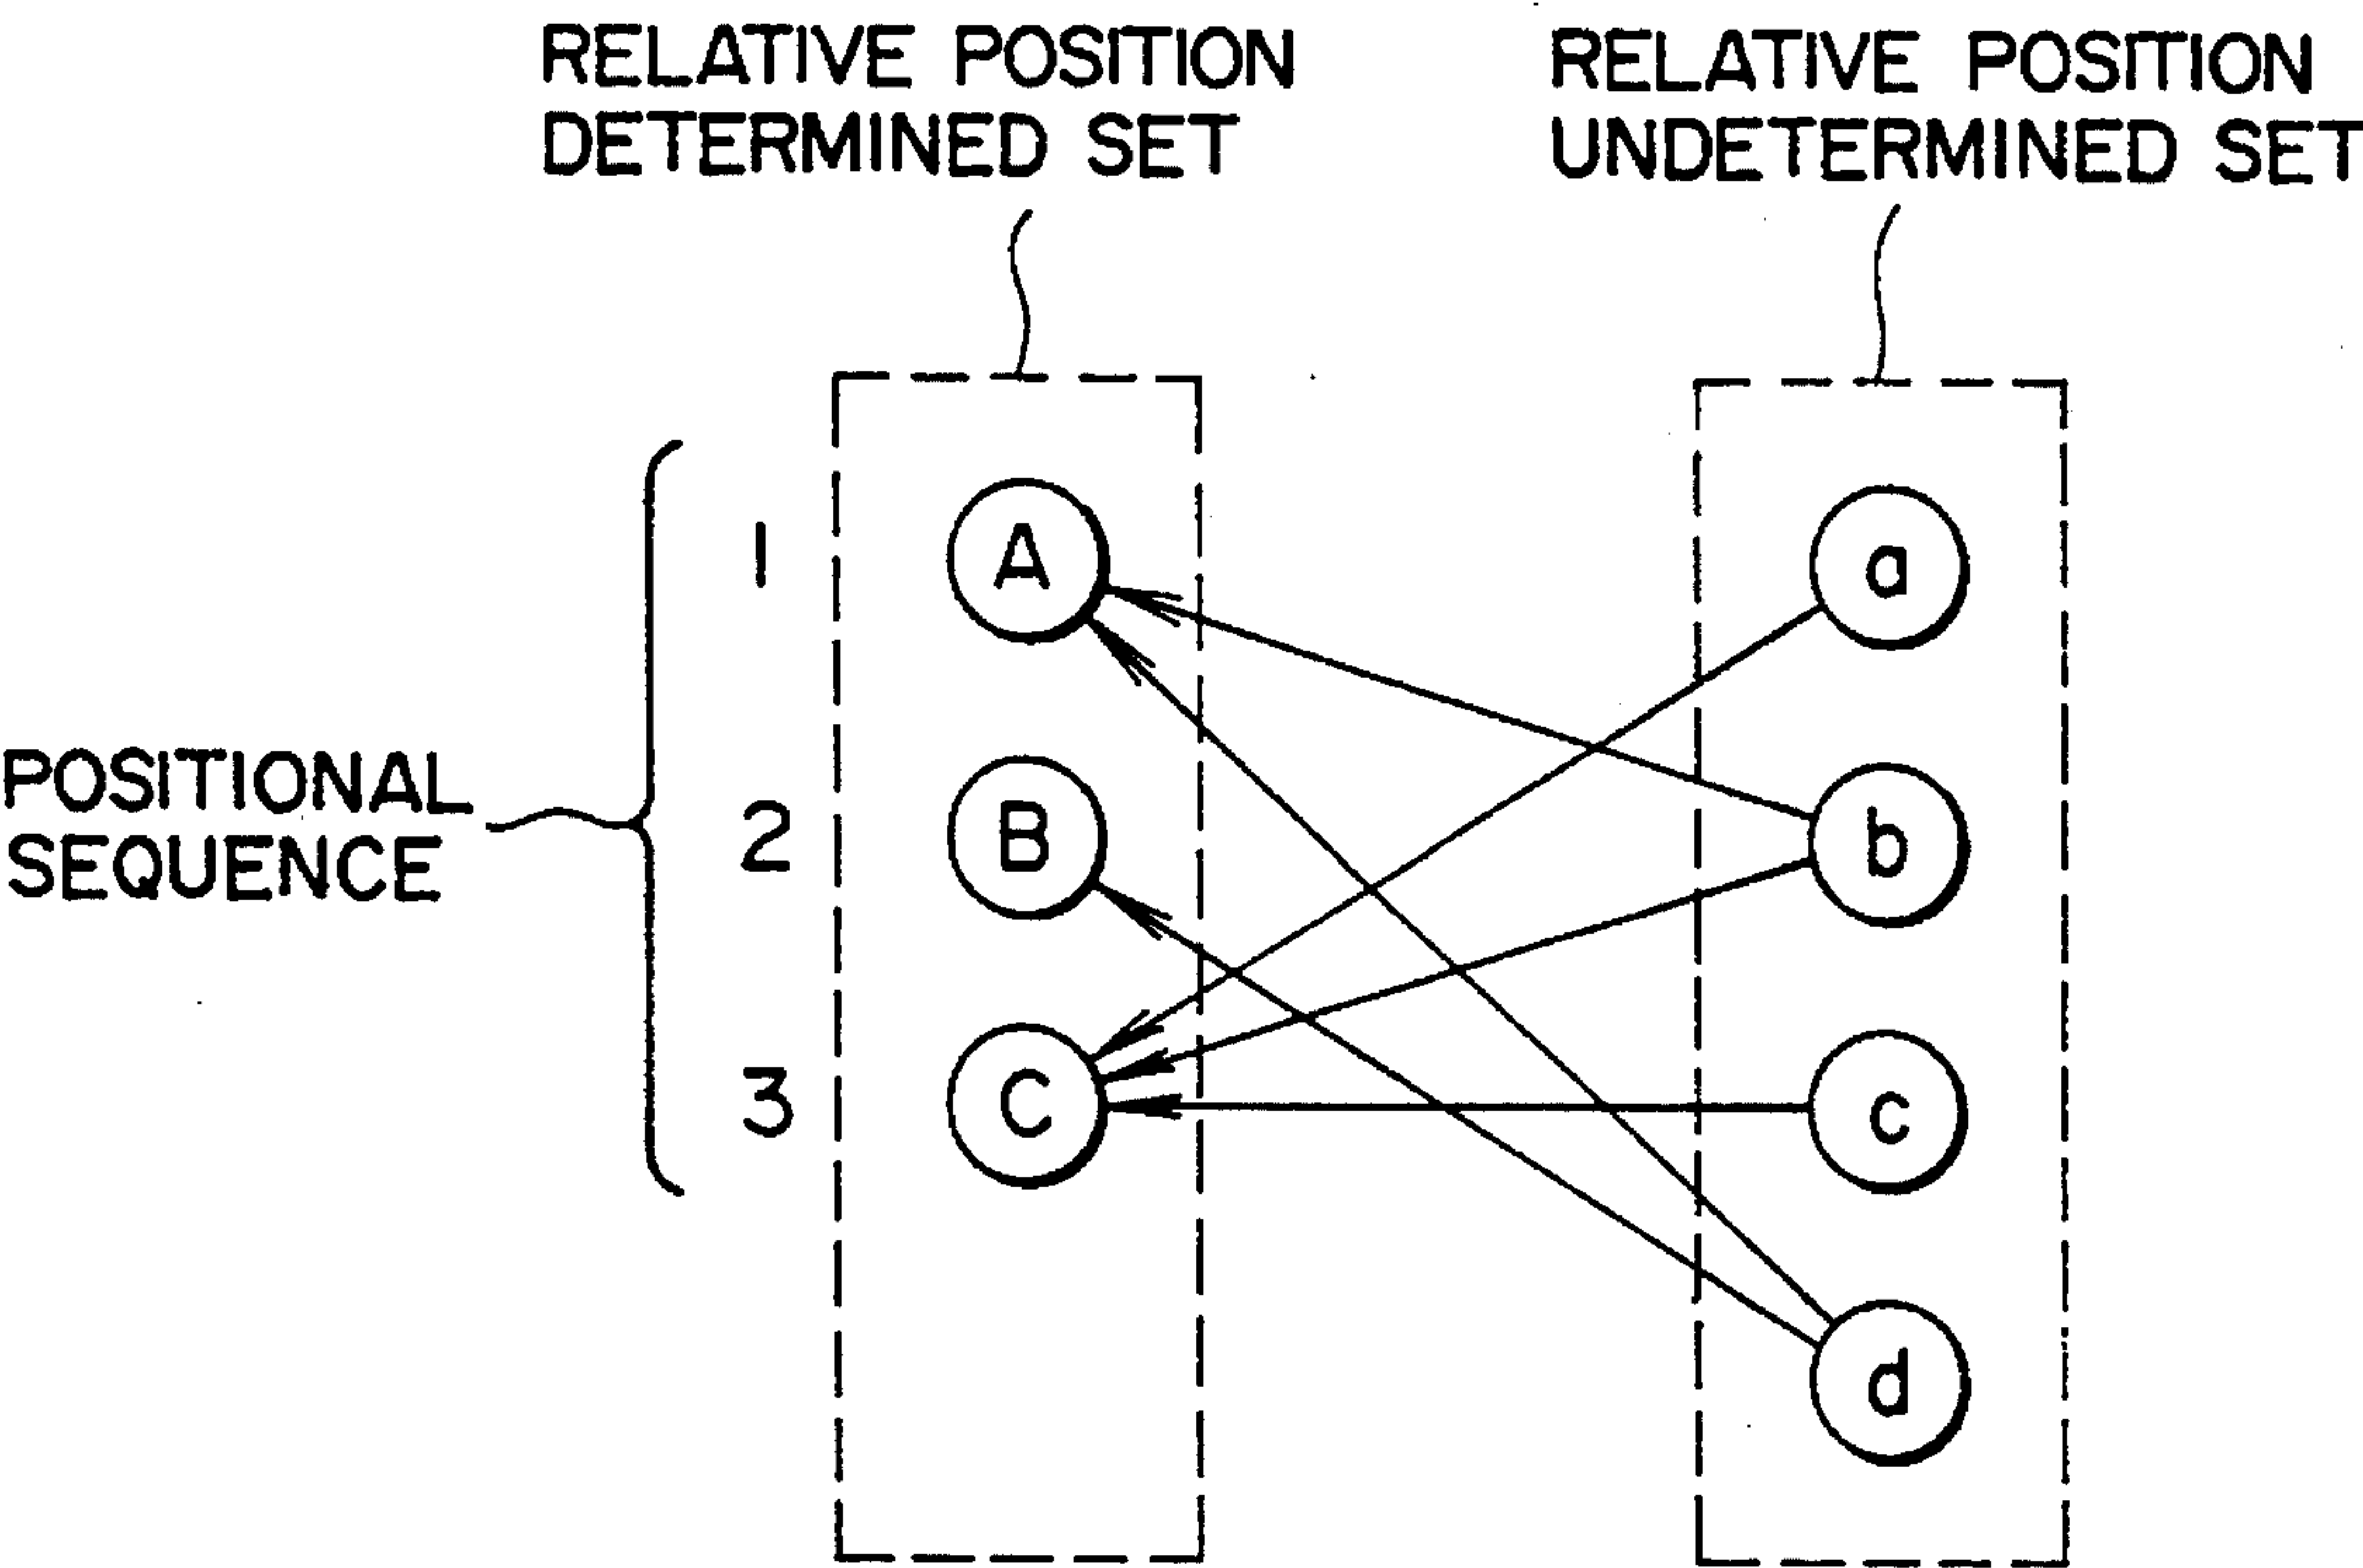 RELATIVE POSITION
DETERMINED SET
RELATIVE POSITION
UNDETERMINED SET
POSITIONAL
SEQUENCE
1
A
a
2
B
b
3
C
c
d